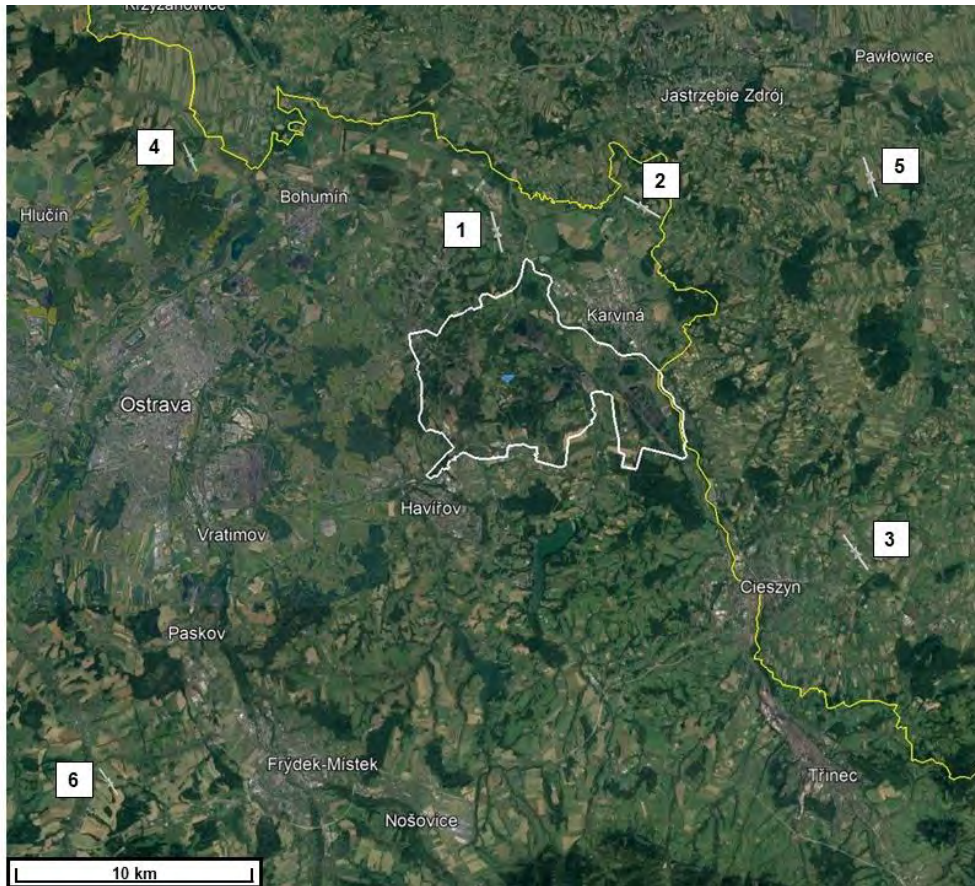 Krzyżanowice
Pawłowice
Jastrzębie Zdrój
4
5
2
Bohumín
Hlučín
1
Karviná
Ostrava
Havířov
Vratimov
3
Cieszyn
Paskov
6
Frýdek-Místek
Třinec
Nošovice
10 km